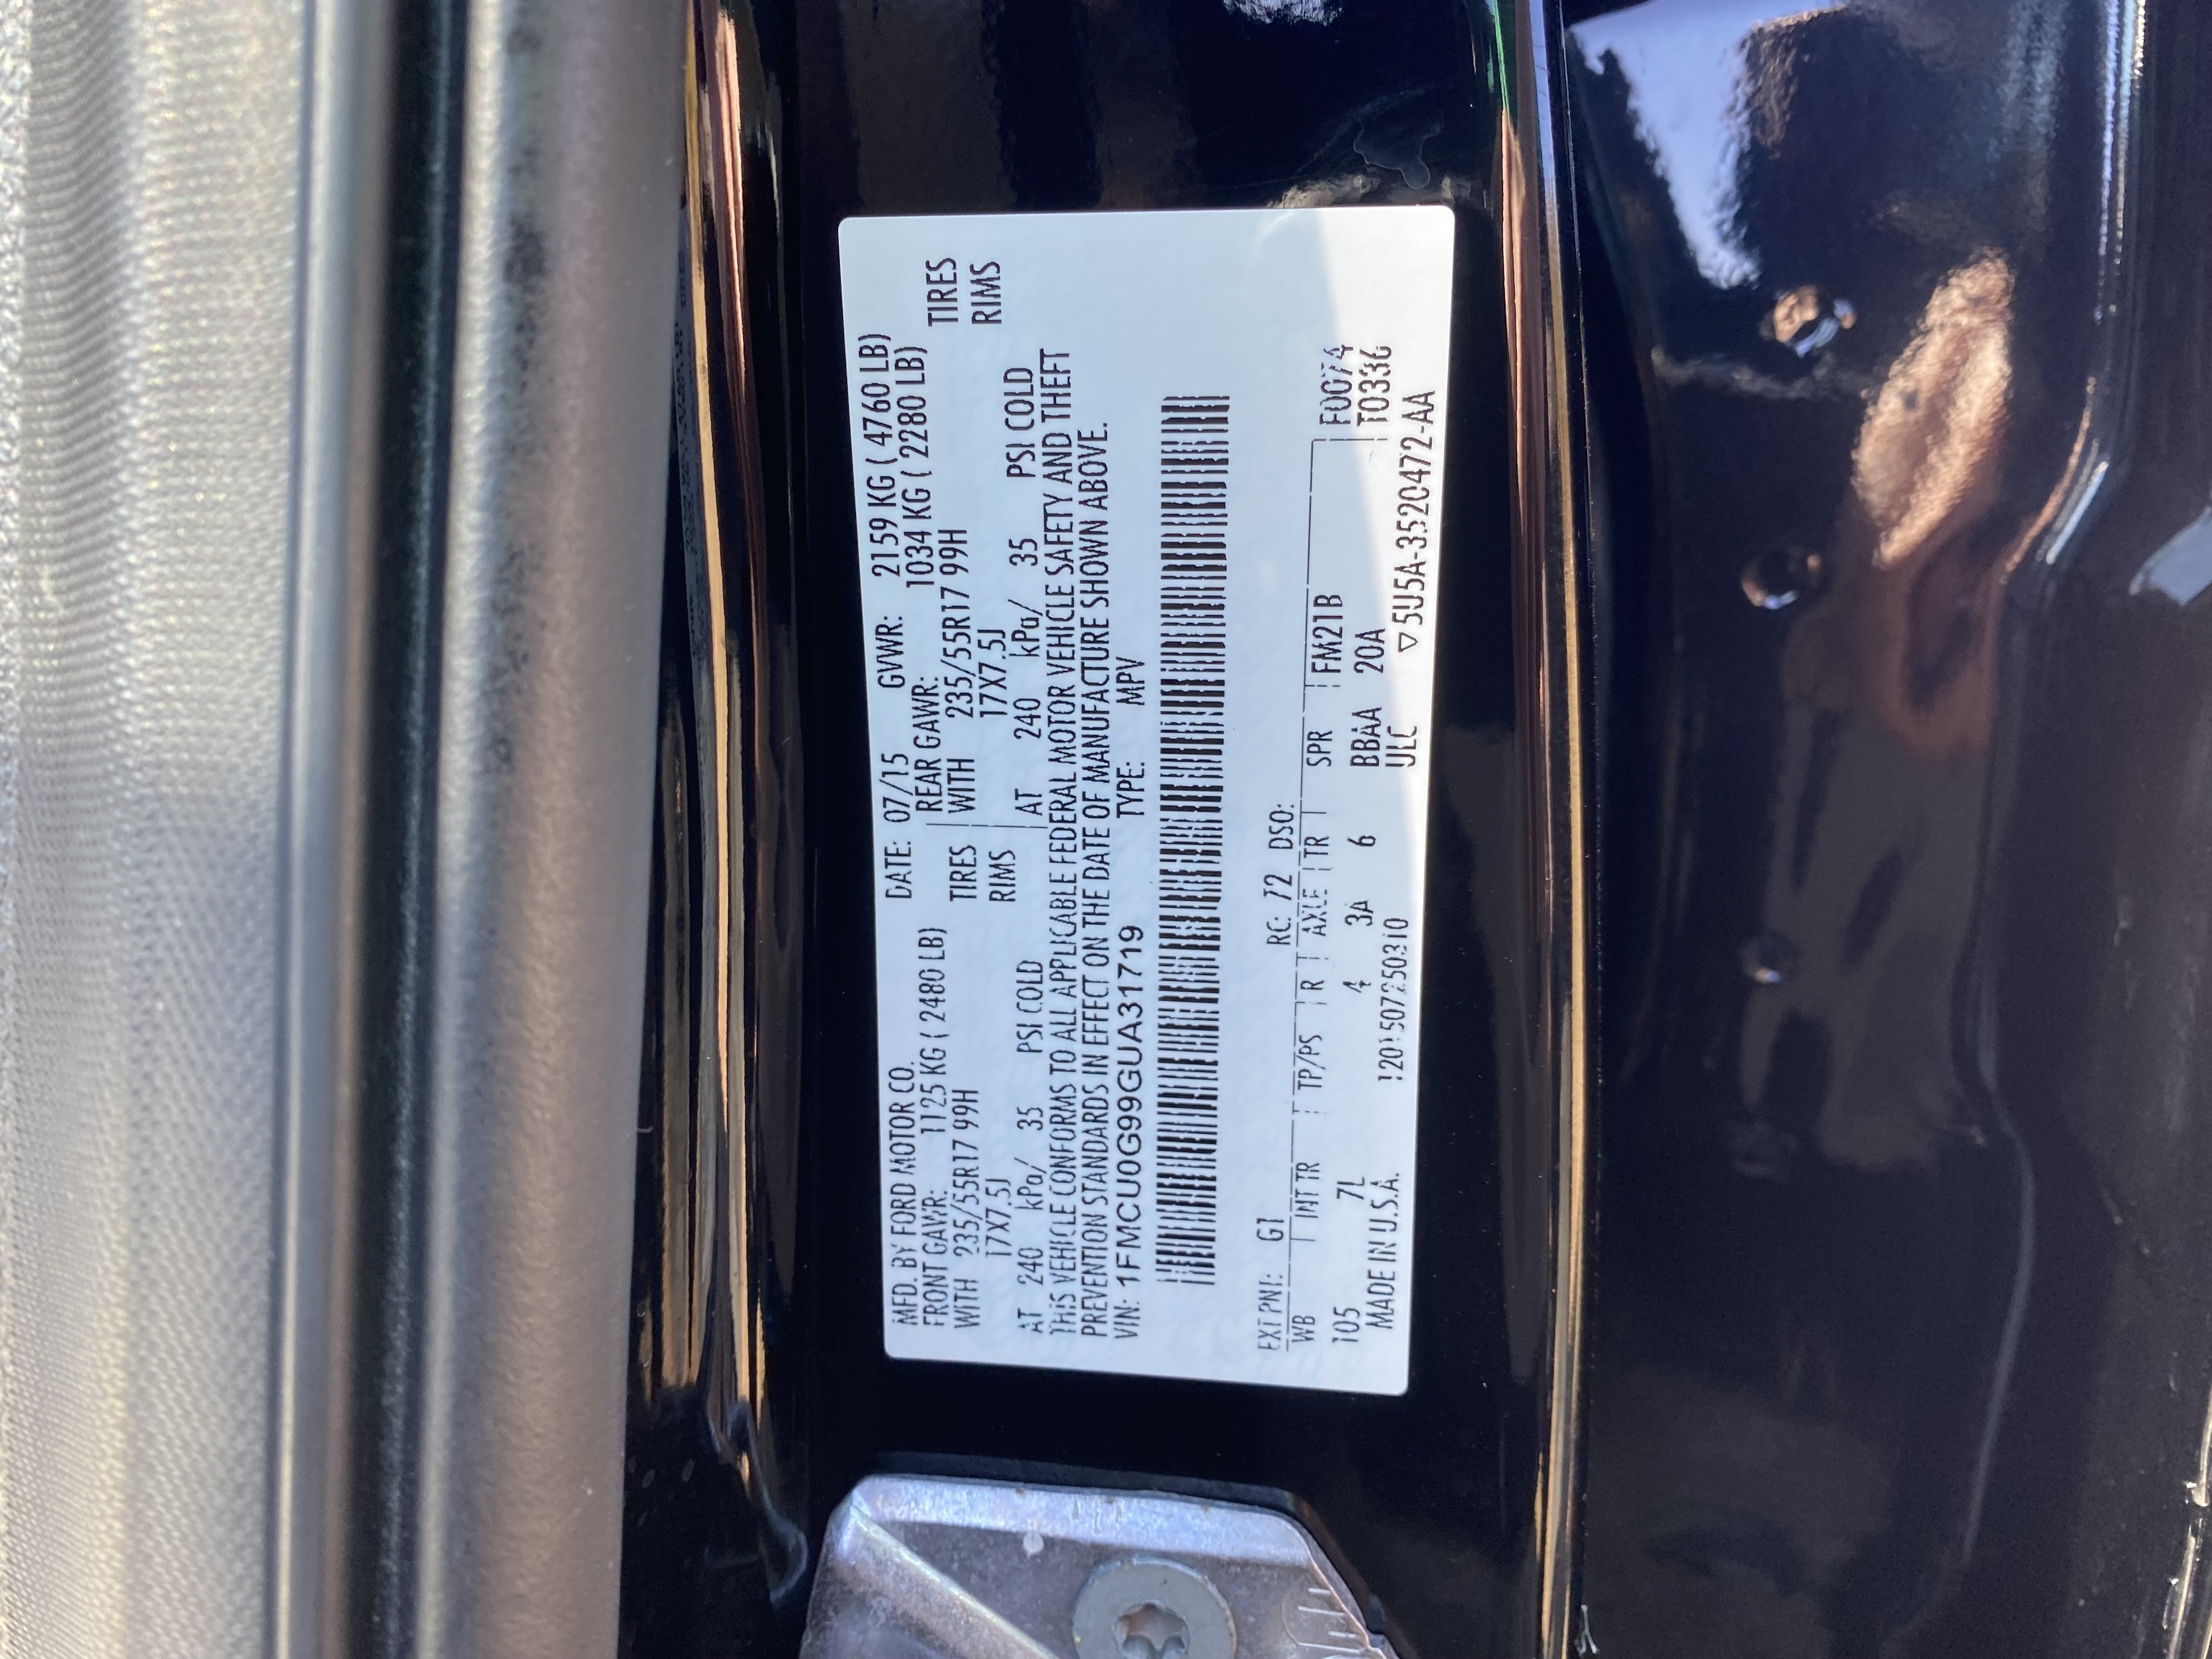 MFD. BY FORD MOTOR CO. DATE: 07/15 GVWR: 2159 KG ( 4760 LB)
FRONT GAWR: 1125 KG ( 2480 LB) REAR GAWR: 1034 KG ( 2280 LB)
WITH 235/55R17 99H TIRES WITH 235/55R17 99H TIRES
17X7.5J RIMS 17X7.5J RIMS
AT 240 kPa/ 35 PSI COLD AT 240 kPa/ 35 PSI COLD
THIS VEHICLE CONFORMS TO ALL APPLICABLE FEDERAL MOTOR VEHICLE SAFETY AND THEFT
PREVENTION STANDARDS IN EFFECT ON THE DATE OF MANUFACTURE SHOWN ABOVE.
VIN: 1FMCU0G99GUA31719 TYPE: MPV
EXT PNT: G1 RC: 72 DSO:
WB INT TR TP/PS R AXLE TR SPR FM21B F0074
105 7L 4 3A 6 BBAA 20A T0336
MADE IN U.S.A. ULC
▽5U5A-3520472-AA